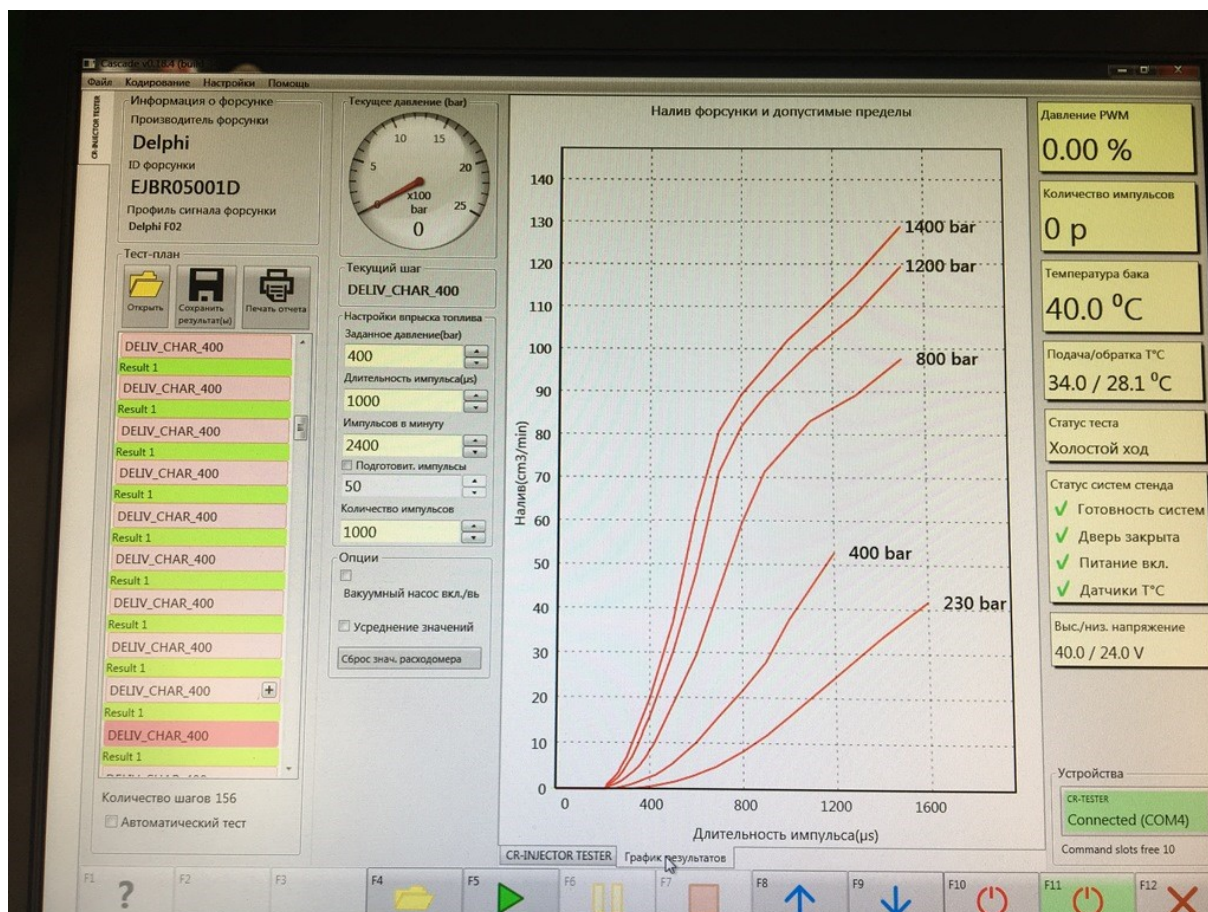 Cascade v0.18.4 (build
Файл Кодирование Настройки Помощь
CR-INJECTOR TESTER
Информация о форсунке
Производитель форсунки
Delphi
ID форсунки
EJBR05001D
Профиль сигнала форсунки
Delphi F02
Тест-план
Открыть
Сохранить
результат(ы)
Печать отчета
DELIV_CHAR_400
Result 1
DELIV_CHAR_400
Result 1
DELIV_CHAR_400
Result 1
DELIV_CHAR_400
Result 1
DELIV_CHAR_400
Result 1
DELIV_CHAR_400
Result 1
DELIV_CHAR_400
Result 1
DELIV_CHAR_400
Result 1
DELIV_CHAR_400
Result 1
DELIV_CHAR_400
Result 1
Количество шагов 156
Автоматический тест
Текущее давление (bar)
5
10
15
20
25
x100
bar
0
Текущий шаг
DELIV_CHAR_400
Настройки впрыска топлива
Заданное давление(bar)
400
Длительность импульса(µs)
1000
Импульсов в минуту
2400
Подготовит. импульсы
50
Количество импульсов
1000
Опции
Вакуумный насос вкл./вь
Усреднение значений
Сброс знач. расходомера
Налив форсунки и допустимые пределы
140
130
120
110
100
90
80
70
60
50
40
30
20
10
0
Налив(cm3/min)
1400 bar
1200 bar
800 bar
400 bar
230 bar
0 400 800 1200 1600
Длительность импульса(µs)
CR-INJECTOR TESTER
График результатов
Давление PWM
0.00 %
Количество импульсов
0 p
Температура бака
40.0 ⁰C
Подача/обратка T°C
34.0 / 28.1 ⁰C
Статус теста
Холостой ход
Статус систем стенда
Готовность систем
Дверь закрыта
Питание вкл.
Датчики T°C
Выс./низ. напряжение
40.0 / 24.0 V
Устройства
CR-TESTER
Connected (COM4)
Command slots free 10
F1 ? F2 F3 F4 F5 F6 F7 F8 F9 F10 F11 F12